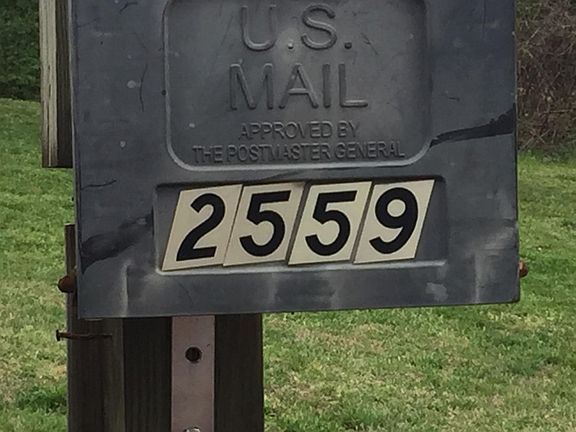 U.S.
MAIL
APPROVED BY
THE POSTMASTER GENERAL
2559